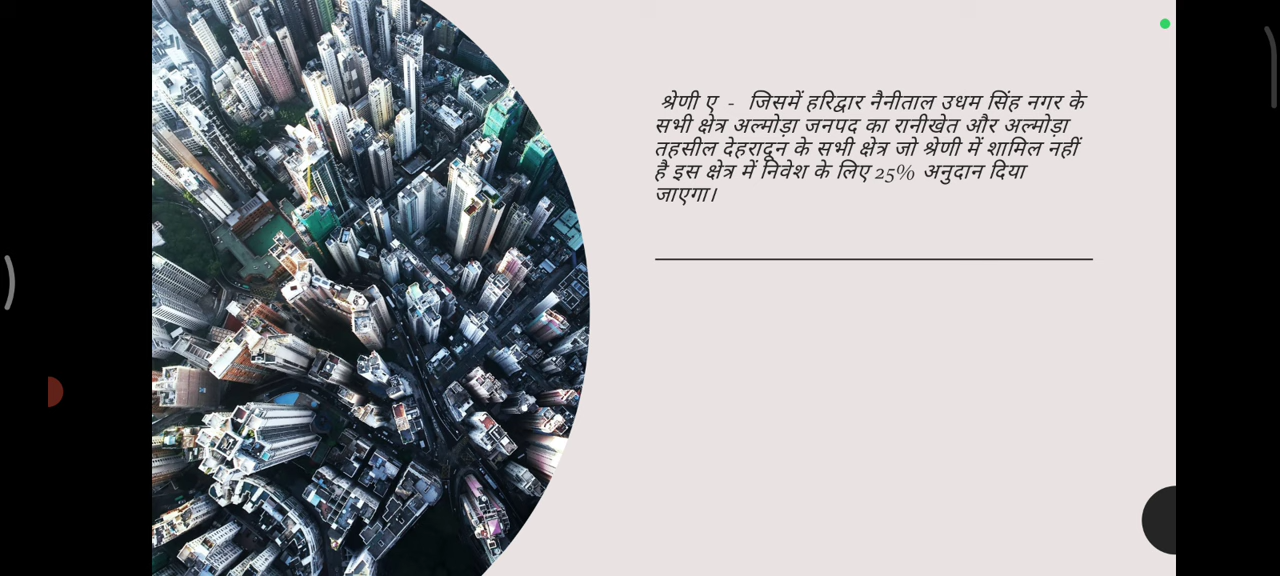 श्रेणी ए - जिसमें हरिद्वार नैनीताल उधम सिंह नगर के
सभी क्षेत्र अल्मोड़ा जनपद का रानीखेत और अल्मोड़ा
तहसील देहरादून के सभी क्षेत्र जो श्रेणी में शामिल नहीं
है इस क्षेत्र में निवेश के लिए 25% अनुदान दिया
जाएगा।